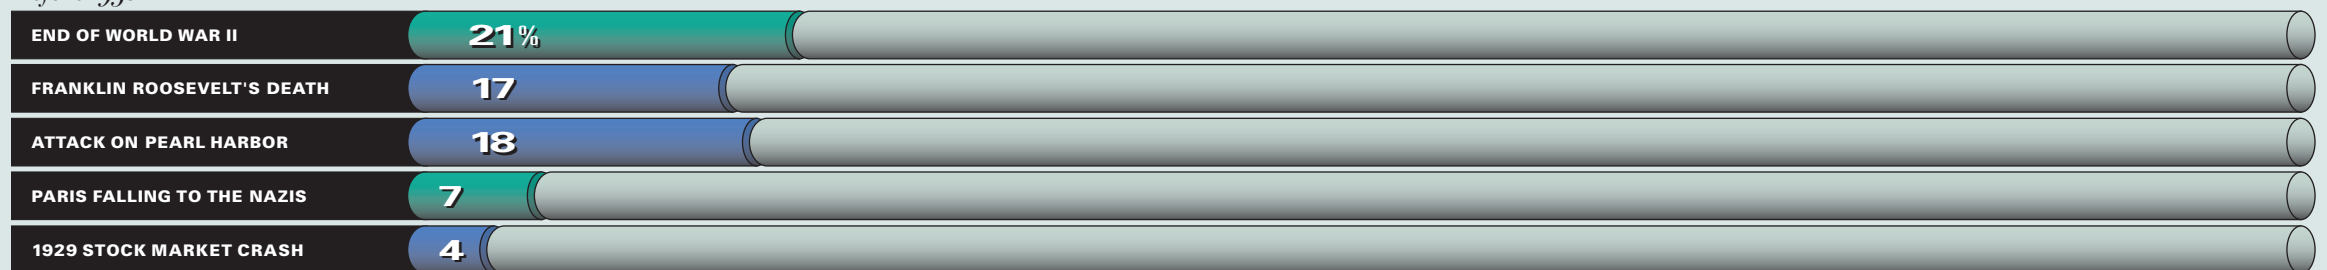 END OF WORLD WAR II 21%
FRANKLIN ROOSEVELT'S DEATH 17
ATTACK ON PEARL HARBOR 18
PARIS FALLING TO THE NAZIS 7
1929 STOCK MARKET CRASH 4